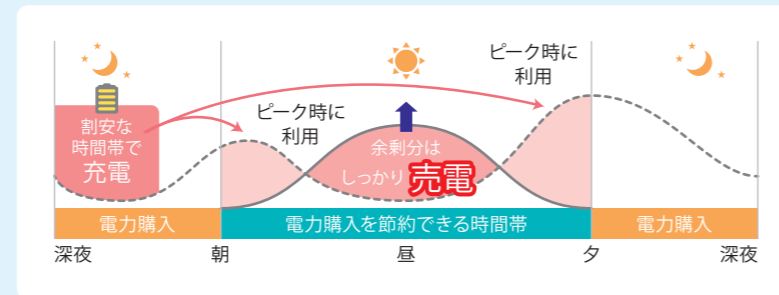 ピーク時に
利用
ピーク時に
利用
割安な
時間帯で
充電
余剰分は
しっかり売電
電力購入
電力購入を節約できる時間帯
電力購入
深夜
朝
昼
夕
深夜